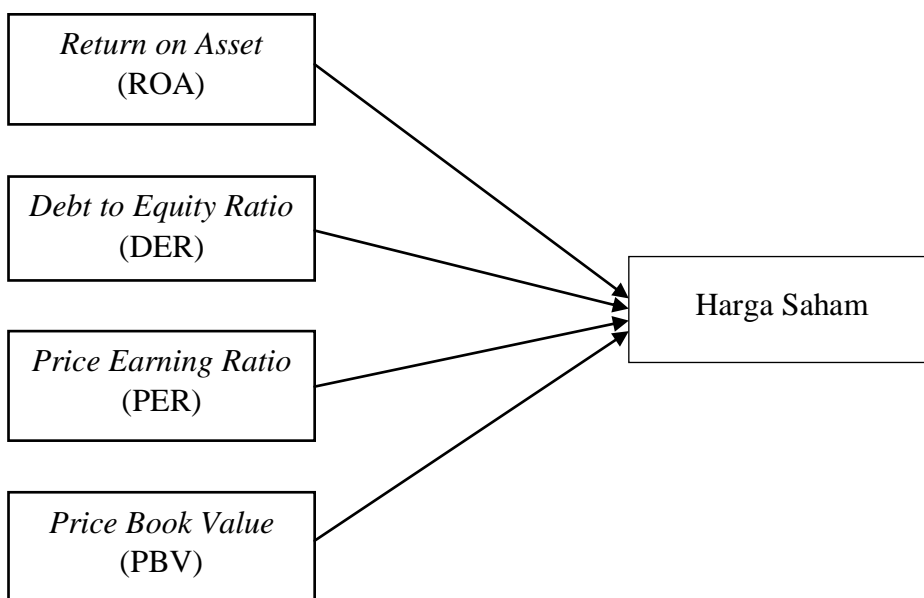 Return on Asset
(ROA)
Debt to Equity Ratio
(DER)
Price Earning Ratio
(PER)
Price Book Value
(PBV)
Harga Saham